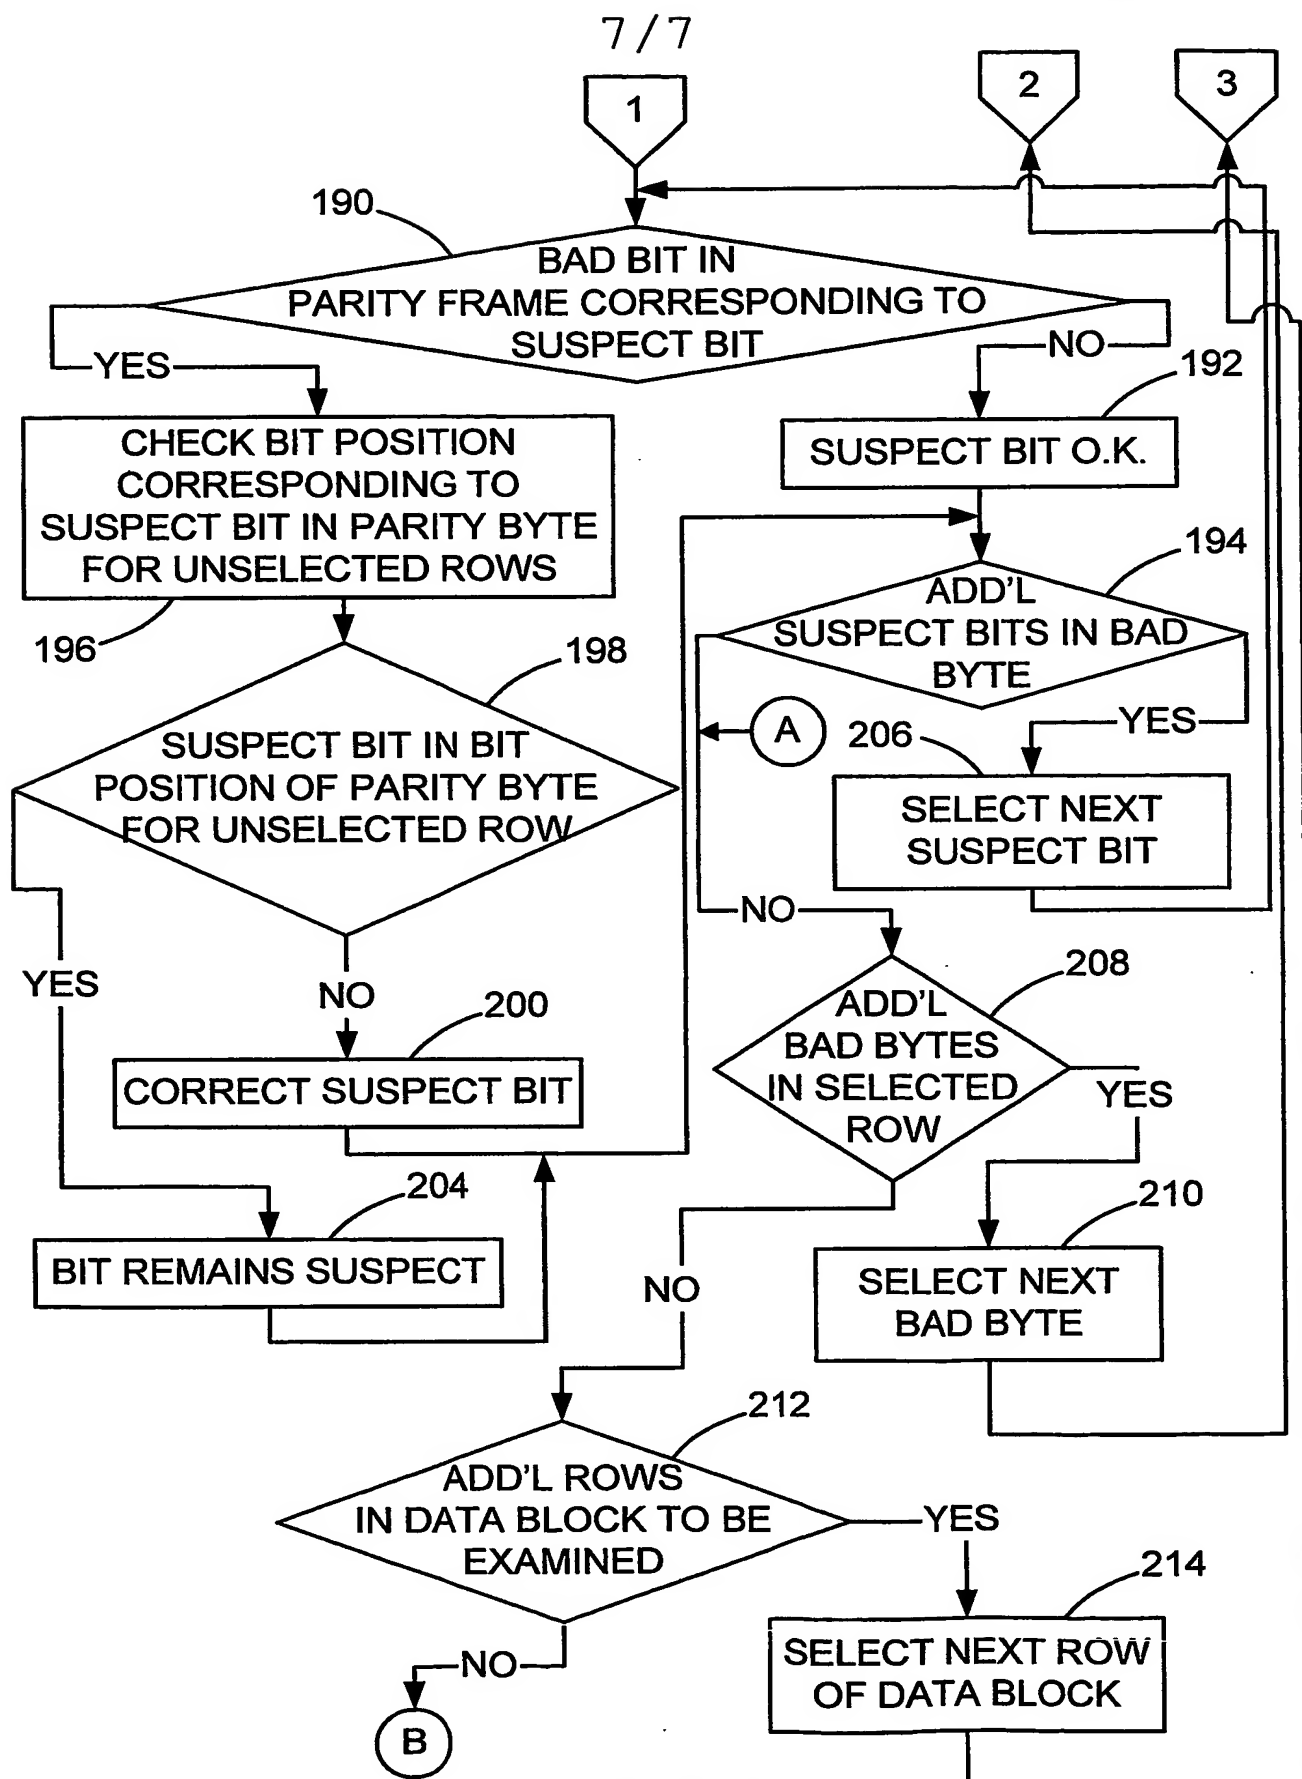 7/7
1
2
3
190
BAD BIT IN
PARITY FRAME CORRESPONDING TO
SUSPECT BIT
YES
NO
192
CHECK BIT POSITION
CORRESPONDING TO
SUSPECT BIT IN PARITY BYTE
FOR UNSELECTED ROWS
SUSPECT BIT O.K.
194
ADD'L
SUSPECT BITS IN BAD
BYTE
196
198
A
YES
206
SUSPECT BIT IN BIT
POSITION OF PARITY BYTE
FOR UNSELECTED ROW
SELECT NEXT
SUSPECT BIT
NO
YES
NO
208
ADD'L
BAD BYTES
IN SELECTED
ROW
200
CORRECT SUSPECT BIT
YES
204
210
BIT REMAINS SUSPECT
SELECT NEXT
BAD BYTE
NO
212
ADD'L ROWS
IN DATA BLOCK TO BE
EXAMINED
YES
214
NO
SELECT NEXT ROW
OF DATA BLOCK
B